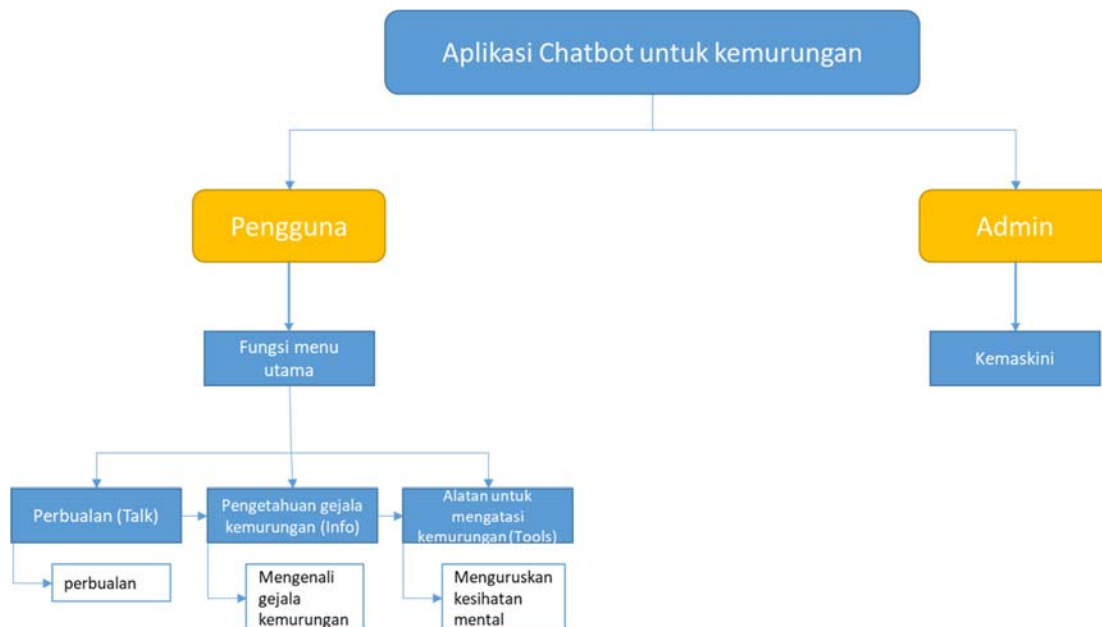 Aplikasi Chatbot untuk kemurungan
Pengguna
Admin
Fungsi menu
utama
Kemaskini
Perbualan (Talk)
Pengetahuan gejala
kemurungan (Info)
Alatan untuk
mengatasi
kemurungan (Tools)
perbualan
Mengenali
gejala
kemurungan
Menguruskan
kesihatan
mental